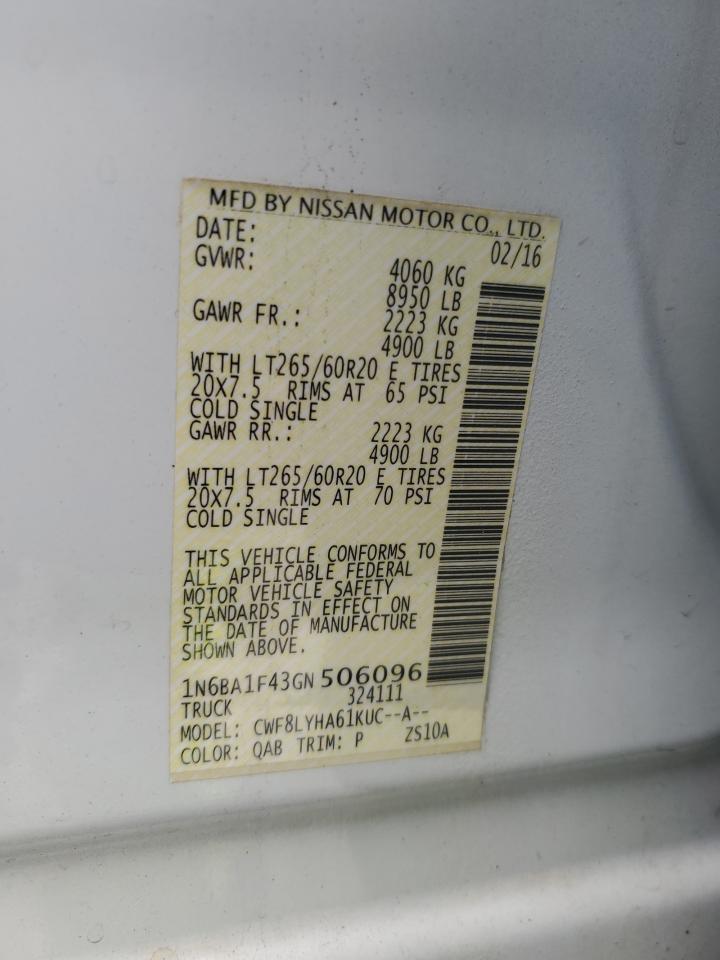 MFD BY NISSAN MOTOR CO., LTD.
DATE: 02/16
GVWR: 4060 KG
8950 LB
GAWR FR.: 2223 KG
4900 LB
WITH LT265/60R20 E TIRES
20X7.5 RIMS AT 65 PSI
COLD SINGLE
GAWR RR.: 2223 KG
4900 LB
WITH LT265/60R20 E TIRES
20X7.5 RIMS AT 70 PSI
COLD SINGLE
THIS VEHICLE CONFORMS TO
ALL APPLICABLE FEDERAL
MOTOR VEHICLE SAFETY
STANDARDS IN EFFECT ON
THE DATE OF MANUFACTURE
SHOWN ABOVE.
1N6BA1F43GN506096
TRUCK 324111
MODEL: CWF8LYHA61KUC--A--
COLOR: QAB TRIM: P ZS10A